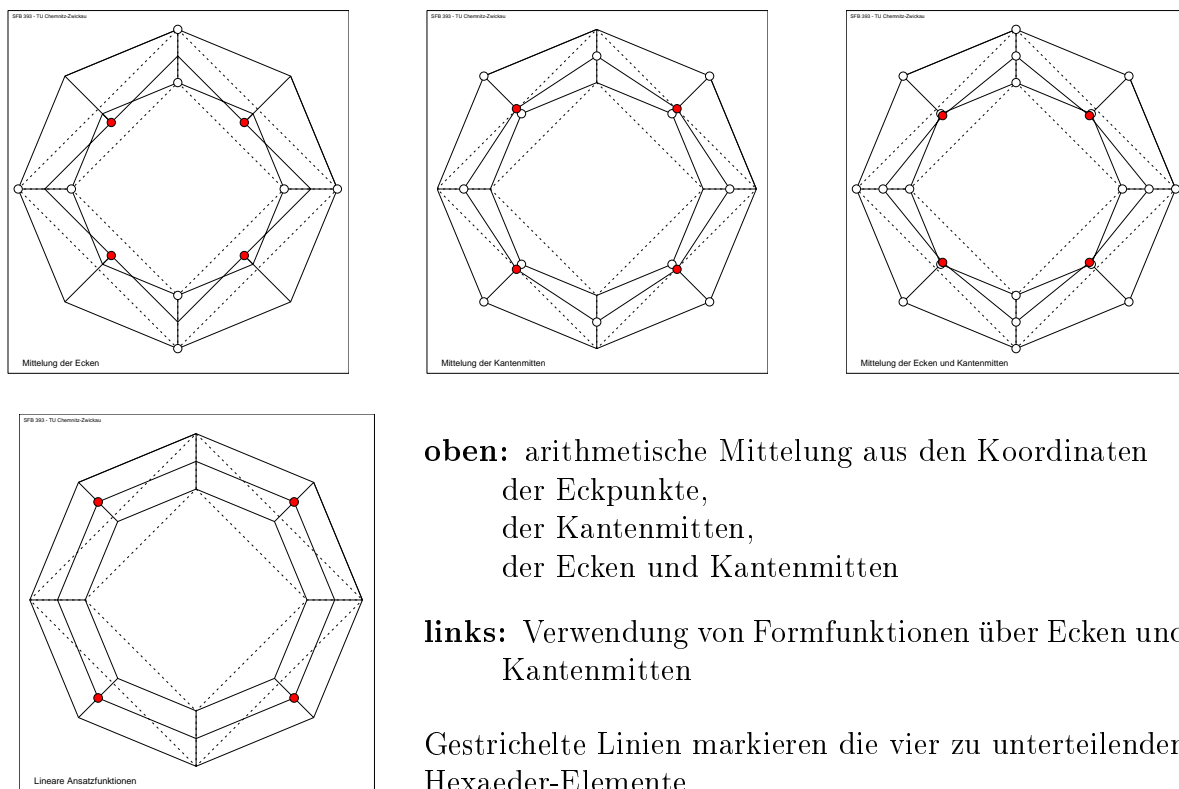 SFB 393 - TU Chemnitz-Zwickau
SFB 393 - TU Chemnitz-Zwickau
SFB 393 - TU Chemnitz-Zwickau
Mittelung der Ecken
Mittelung der Kantenmitten
Mittelung der Ecken und Kantenmitten
SFB 393 - TU Chemnitz-Zwickau
Lineare Ansatzfunktionen
oben: arithmetische Mittelung aus den Koordinaten
der Eckpunkte,
der Kantenmitten,
der Ecken und Kantenmitten
links: Verwendung von Formfunktionen über Ecken und
Kantenmitten
Gestrichelte Linien markieren die vier zu unterteilenden
Hexaeder-Elemente